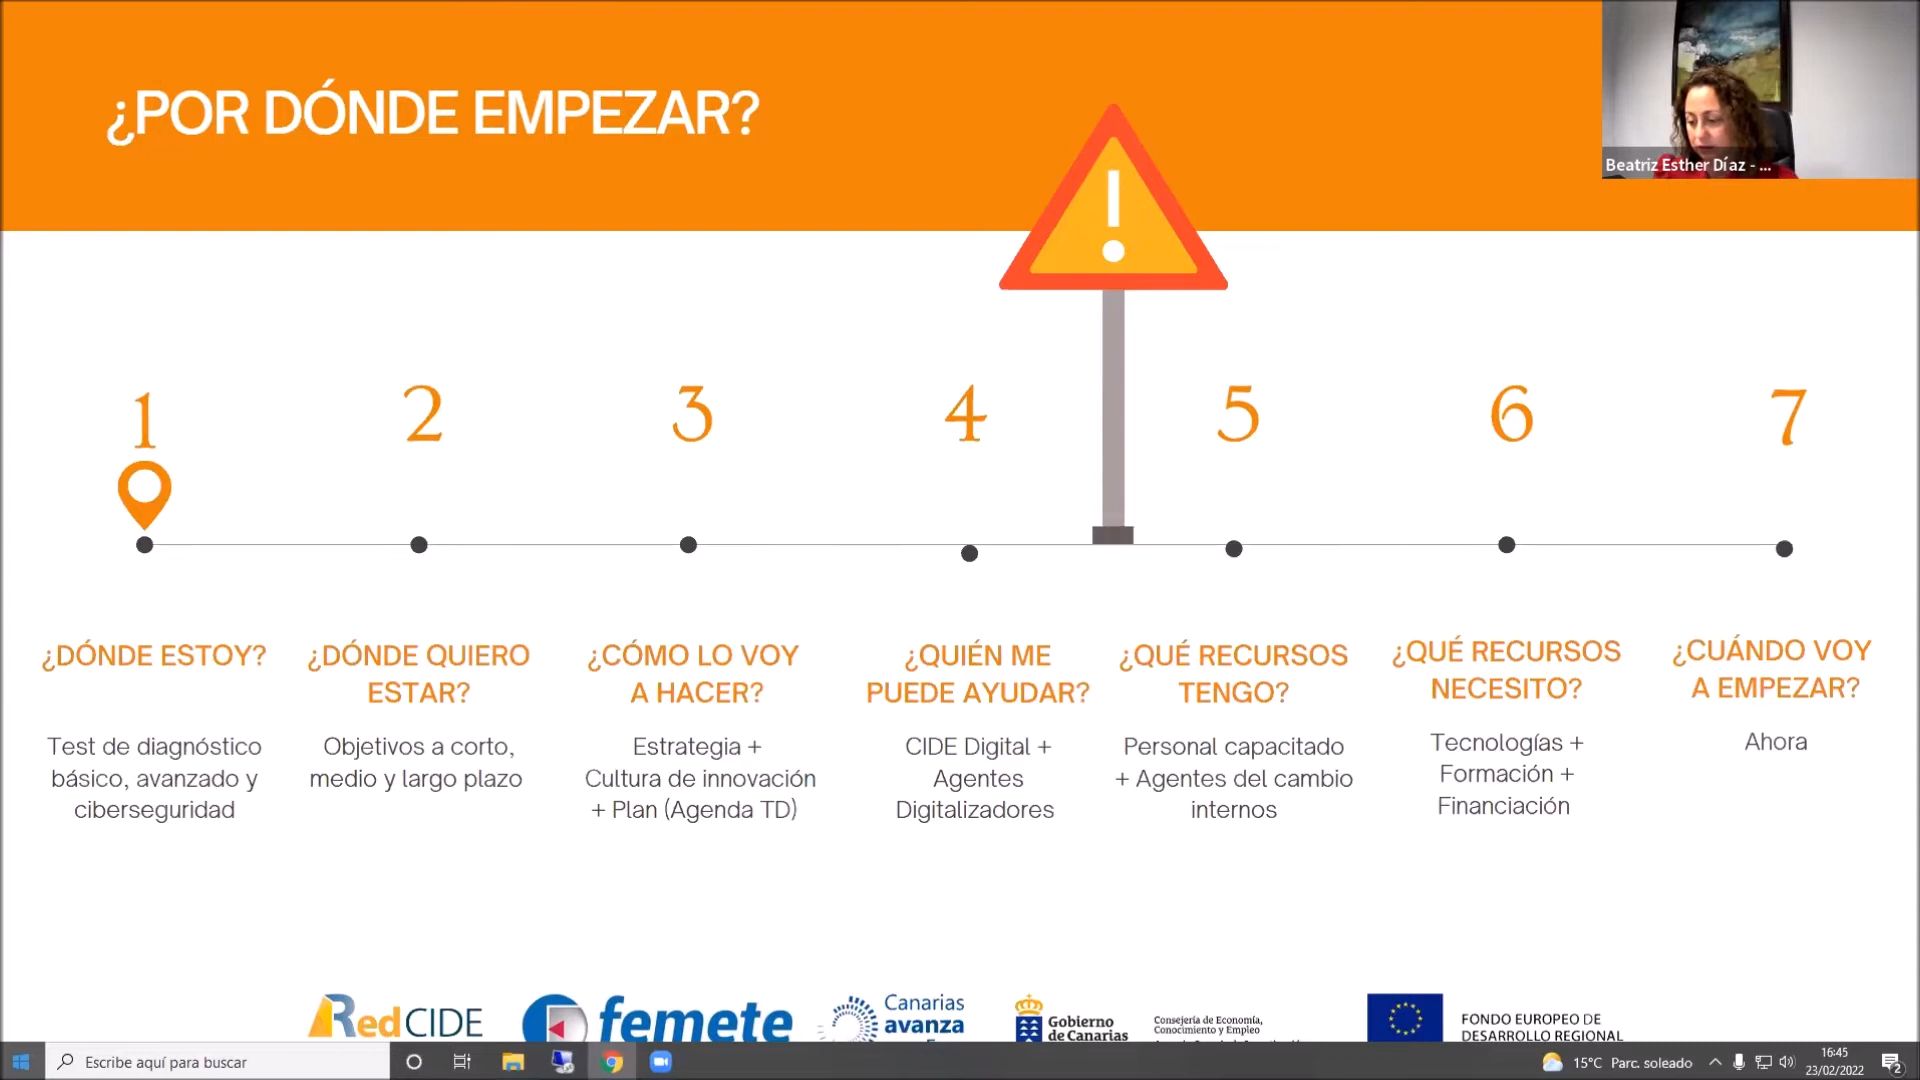 ¿POR DÓNDE EMPEZAR?
Beatriz Esther Díaz - ...
1
2
3
4
5
6
7
¿DÓNDE ESTOY?
Test de diagnóstico
básico, avanzado y
ciberseguridad
¿DÓNDE QUIERO
ESTAR?
Objetivos a corto,
medio y largo plazo
¿CÓMO LO VOY
A HACER?
Estrategia +
Cultura de innovación
+ Plan (Agenda TD)
¿QUIÉN ME
PUEDE AYUDAR?
CIDE Digital +
Agentes
Digitalizadores
¿QUÉ RECURSOS
TENGO?
Personal capacitado
+ Agentes del cambio
internos
¿QUÉ RECURSOS
NECESITO?
Tecnologías +
Formación +
Financiación
¿CUÁNDO VOY
A EMPEZAR?
Ahora
RedCIDE
femete
Canarias
avanza
Gobierno
de Canarias
Consejería de Economía,
Conocimiento y Empleo
FONDO EUROPEO DE
DESARROLLO REGIONAL
Escribe aquí para buscar
15°C Parc. soleado
16:45
23/02/2022
2